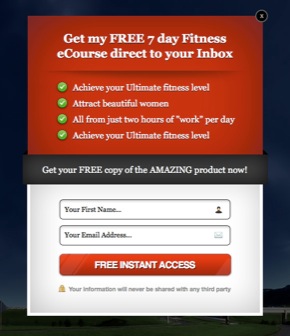 x
Get my FREE 7 day Fitness
eCourse direct to your Inbox
Achieve your Ultimate fitness level
Attract beautiful women
All from just two hours of "work" per day
Achieve your Ultimate fitness level
Get your FREE copy of the AMAZING product now!
Your First Name...
Your Email Address...
FREE INSTANT ACCESS
Your information will never be shared with any third party